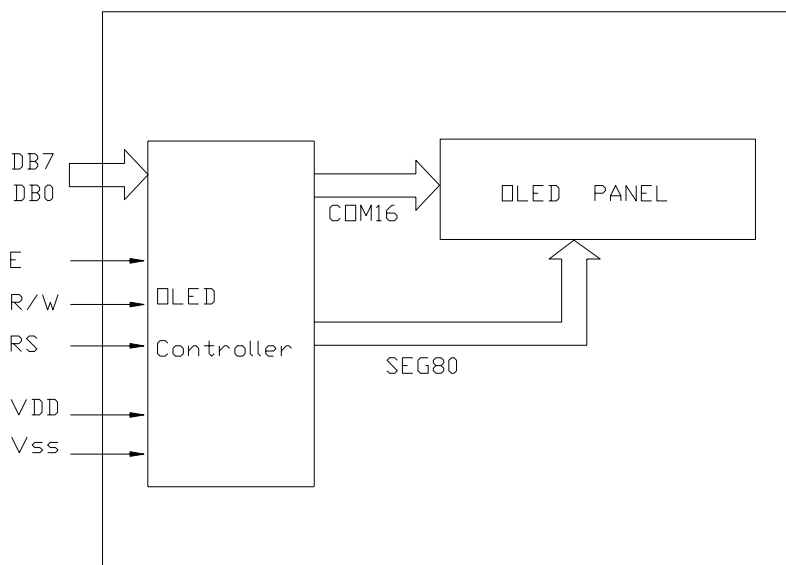 DB7
DB0
E
R/W
RS
VDD
Vss
OLED
Controller
COM16
SEG80
OLED PANEL